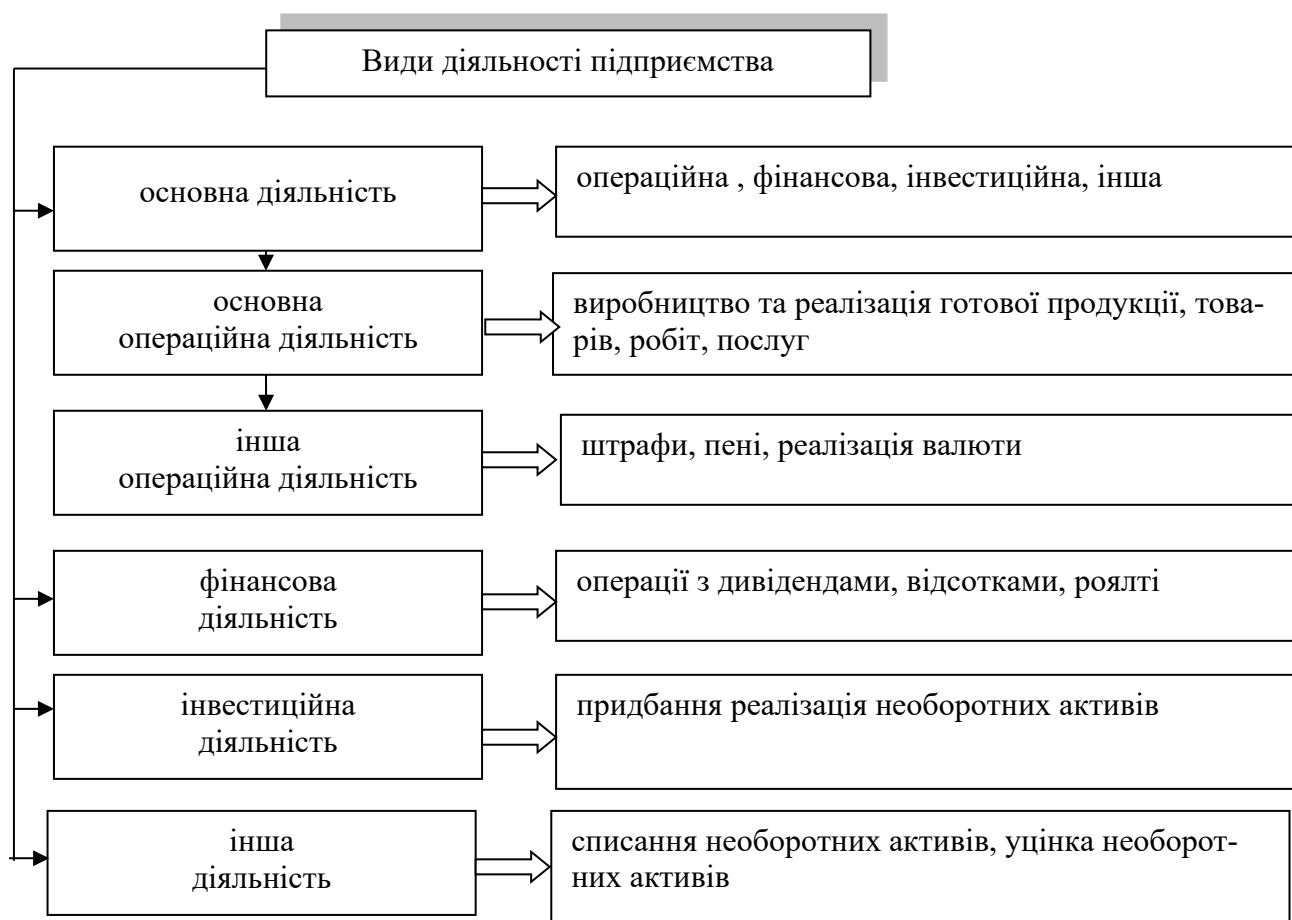 Види діяльності підприємства
основна діяльність
операційна , фінансова, інвестиційна, інша
основна
операційна діяльність
виробництво та реалізація готової продукції, това-
рів, робіт, послуг
інша
операційна діяльність
штрафи, пені, реалізація валюти
фінансова
діяльність
операції з дивідендами, відсотками, роялті
інвестиційна
діяльність
придбання реалізація необоротних активів
інша
діяльність
списання необоротних активів, уцінка необорот-
них активів